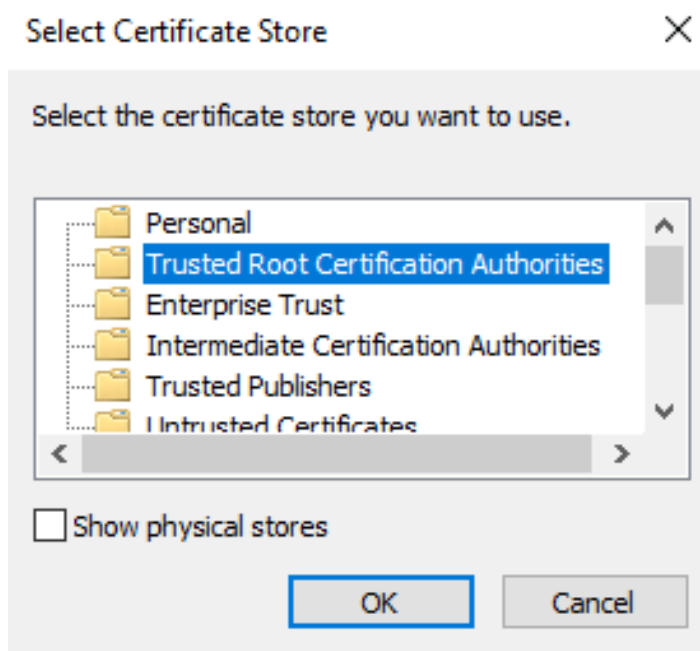 Select Certificate Store
Select the certificate store you want to use.
Personal
Trusted Root Certification Authorities
Enterprise Trust
Intermediate Certification Authorities
Trusted Publishers
Untrusted Certificates
Show physical stores
OK
Cancel